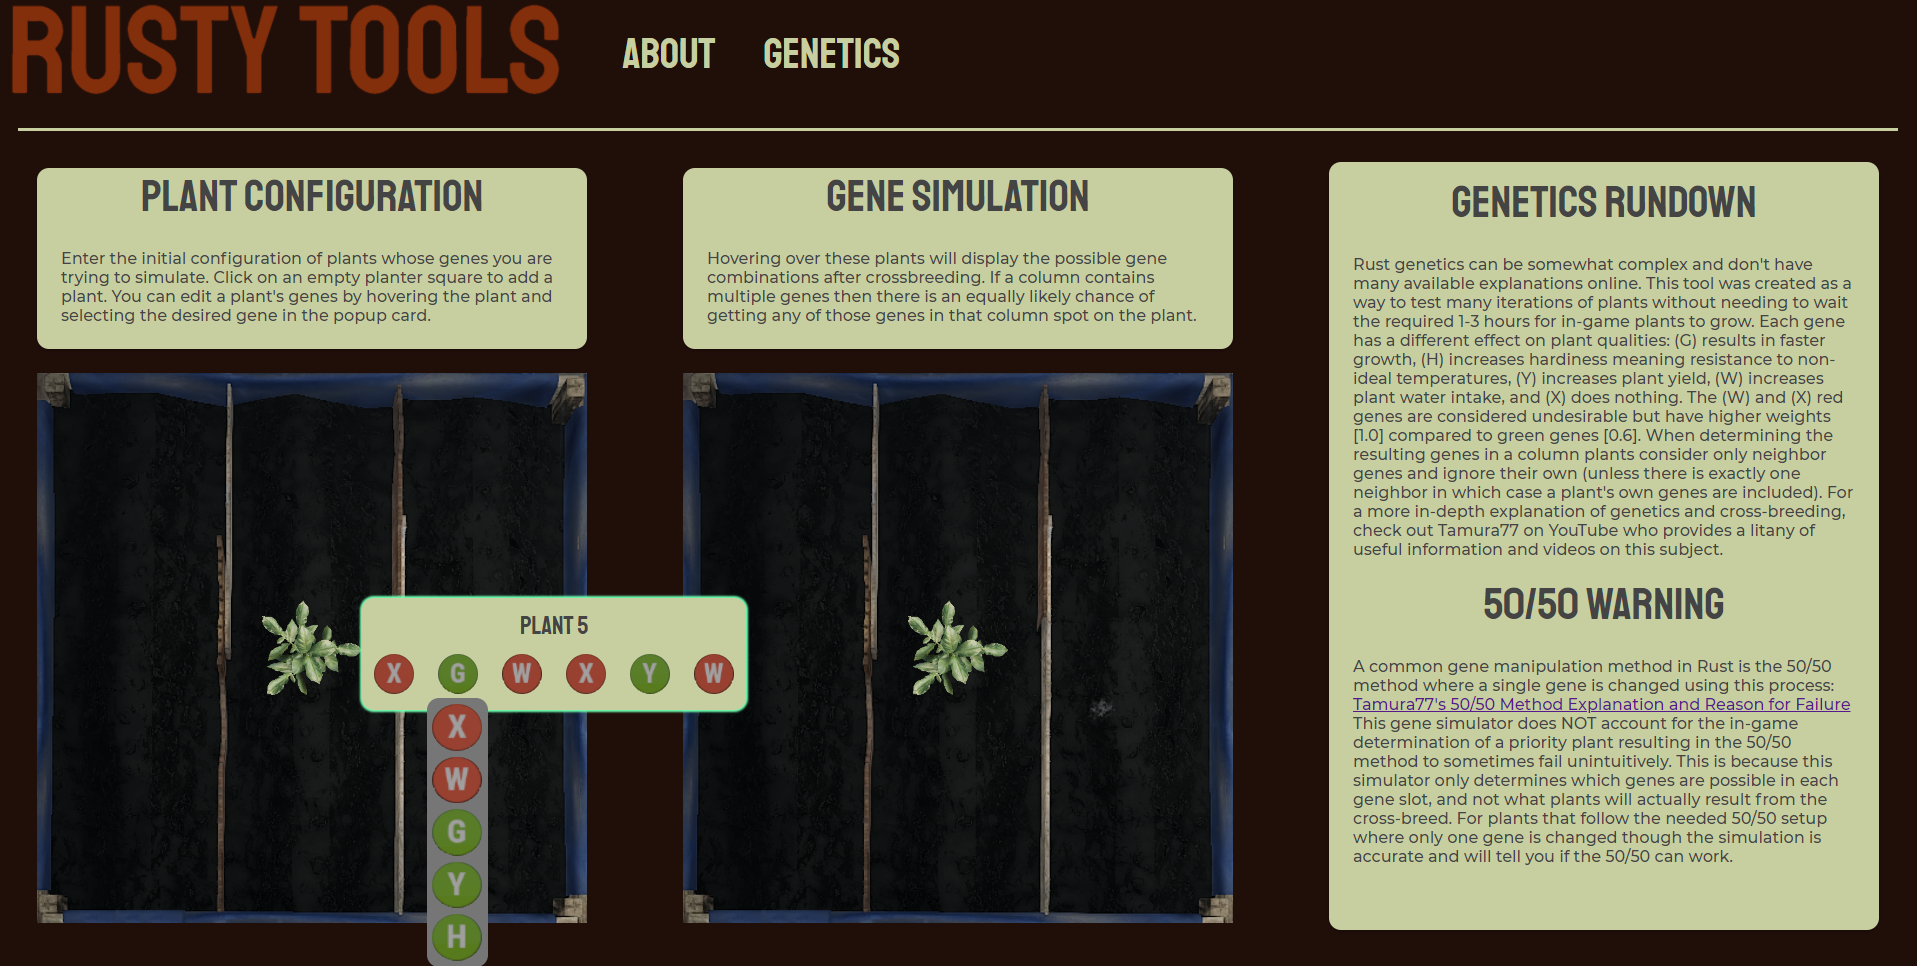 RUSTY TOOLS
ABOUT
GENETICS
PLANT CONFIGURATION
Enter the initial configuration of plants whose genes you are
trying to simulate. Click on an empty planter square to add a
plant. You can edit a plant's genes by hovering the plant and
selecting the desired gene in the popup card.
GENE SIMULATION
Hovering over these plants will display the possible gene
combinations after crossbreeding. If a column contains
multiple genes then there is an equally likely chance of
getting any of those genes in that column spot on the plant.
PLANT 5
X G W X Y W
X
W
G
Y
H
GENETICS RUNDOWN
Rust genetics can be somewhat complex and don't have
many available explanations online. This tool was created as a
way to test many iterations of plants without needing to wait
the required 1-3 hours for in-game plants to grow. Each gene
has a different effect on plant qualities: (G) results in faster
growth, (H) increases hardiness meaning resistance to non-
ideal temperatures, (Y) increases plant yield, (W) increases
plant water intake, and (X) does nothing. The (W) and (X) red
genes are considered undesirable but have higher weights
[1.0] compared to green genes [0.6]. When determining the
resulting genes in a column plants consider only neighbor
genes and ignore their own (unless there is exactly one
neighbor in which case a plant's own genes are included). For
a more in-depth explanation of genetics and cross-breeding,
check out Tamura77 on YouTube who provides a litany of
useful information and videos on this subject.
50/50 WARNING
A common gene manipulation method in Rust is the 50/50
method where a single gene is changed using this process:
Tamura77's 50/50 Method Explanation and Reason for Failure
This gene simulator does NOT account for the in-game
determination of a priority plant resulting in the 50/50
method to sometimes fail unintuitively. This is because this
simulator only determines which genes are possible in each
gene slot, and not what plants will actually result from the
cross-breed. For plants that follow the needed 50/50 setup
where only one gene is changed though the simulation is
accurate and will tell you if the 50/50 can work.